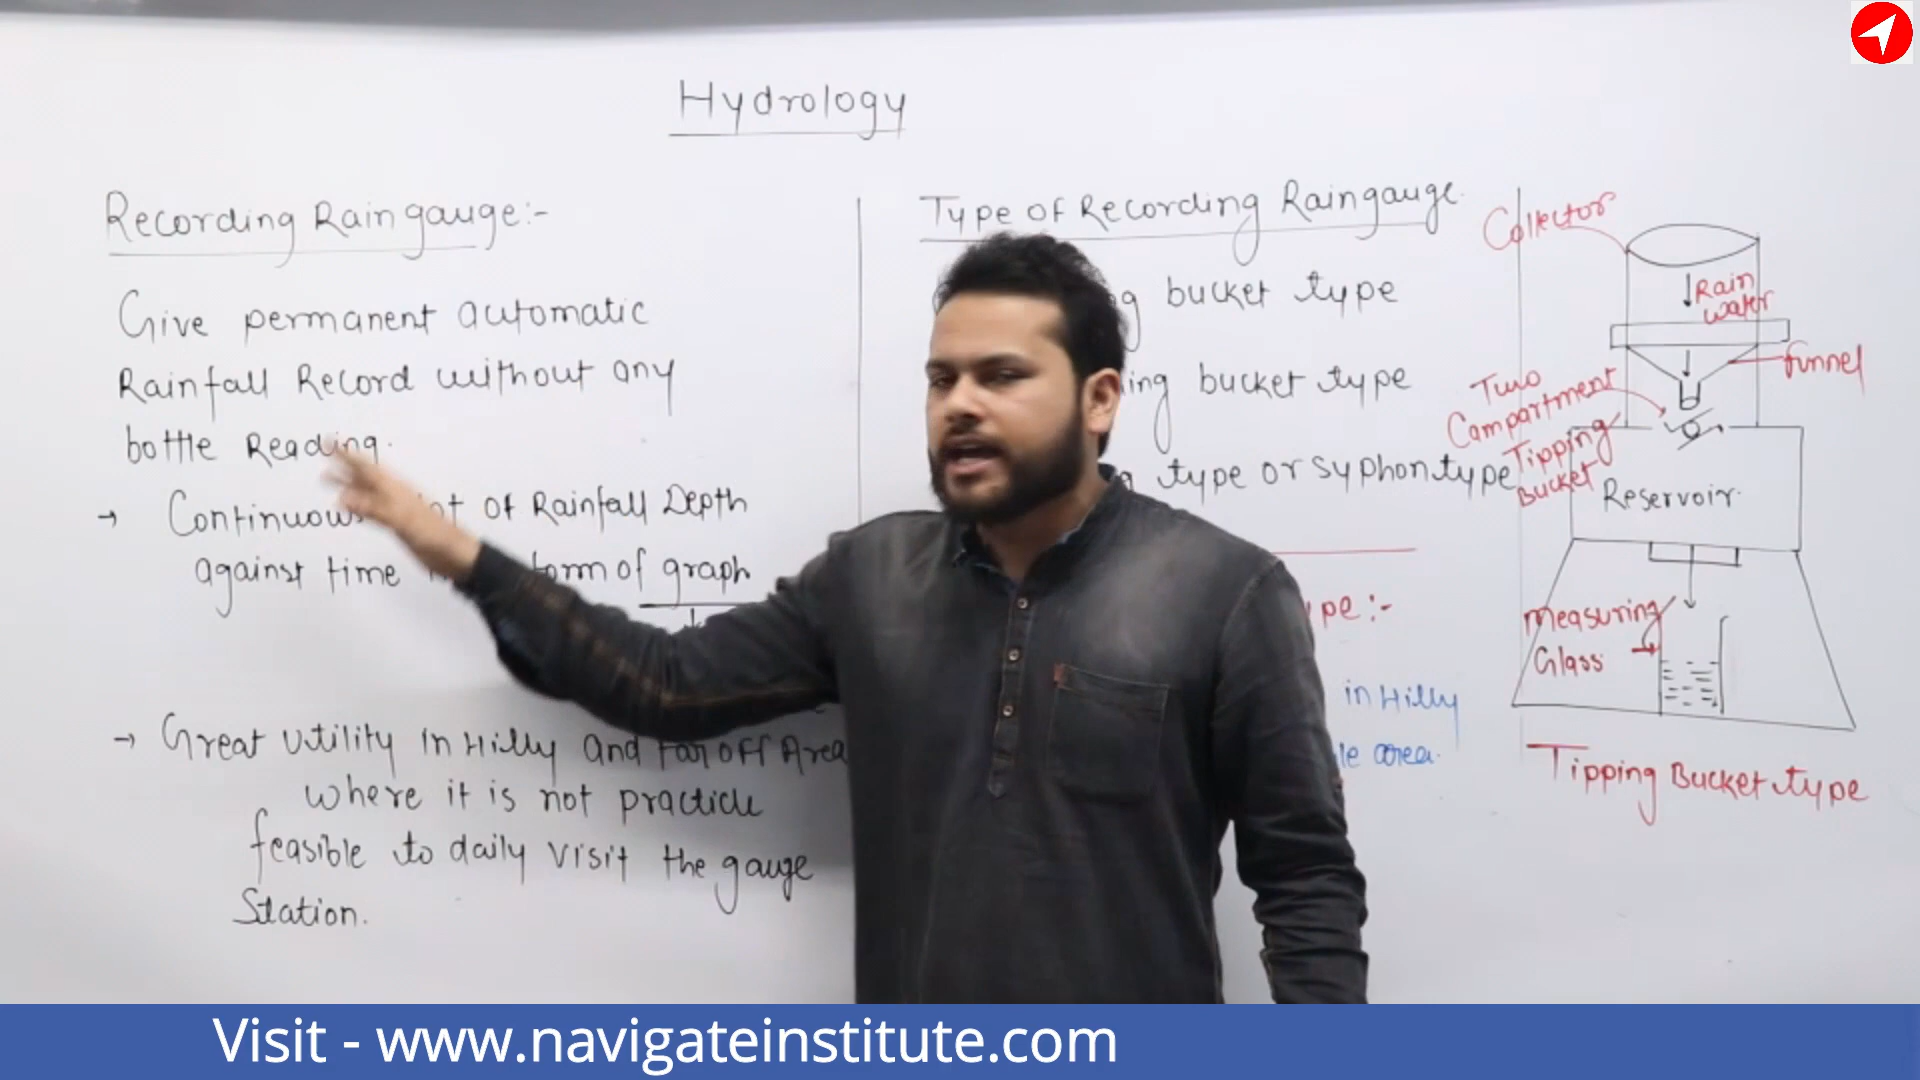 Hydrology
Recording Raingauge:-
Give permanent automatic
Rainfall Record without any
bottle Reading.
→ Continuous of Rainfall Depth
against time form of graph
→ Great utility in Hilly and far off Area
where it is not practicle
feasible to daily visit the gauge
Station.
Type of Recording Raingauge.
bucket type
bucket type
type or syphon type
in Hilly
area.
Collector
Rain
water
funnel
Two
Compartment
Tipping
Bucket
Reservoir
Measuring
Glass
Tipping Bucket type
Visit - www.navigateinstitute.com